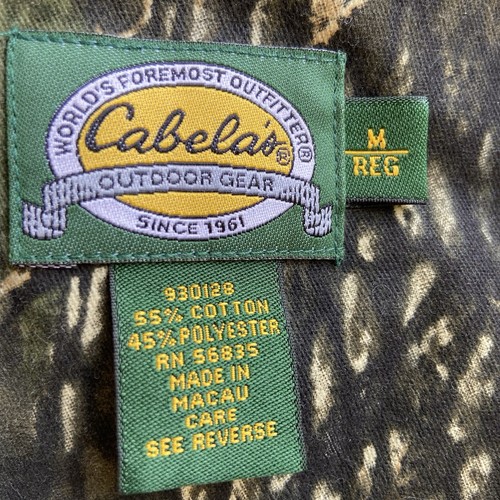 WORLD'S FOREMOST OUTFITTER®
Cabela's®
OUTDOOR GEAR
SINCE 1961
M
REG
930128
55% COTTON
45% POLYESTER
RN 56835
MADE IN
MACAU
CARE
SEE REVERSE